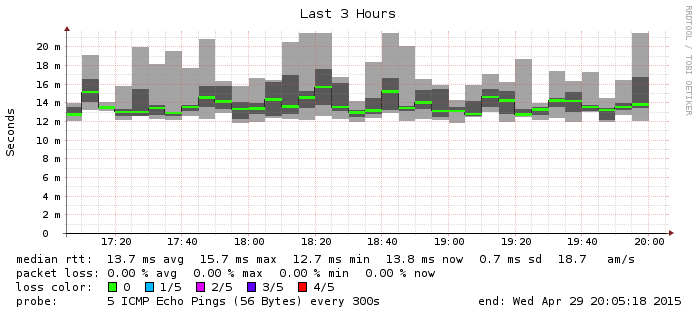 Last 3 Hours
RRDTOOL / TOBI OETIKER
Seconds
20 m
18 m
16 m
14 m
12 m
10 m
8 m
6 m
4 m
2 m
0
17:20 17:40 18:00 18:20 18:40 19:00 19:20 19:40 20:00
median rtt: 13.7 ms avg 15.7 ms max 12.7 ms min 13.8 ms now 0.7 ms sd 18.7 am/s
packet loss: 0.00 % avg 0.00 % max 0.00 % min 0.00 % now
loss color: 0 1/5 2/5 3/5 4/5
probe: 5 ICMP Echo Pings (56 Bytes) every 300s end: Wed Apr 29 20:05:18 2015